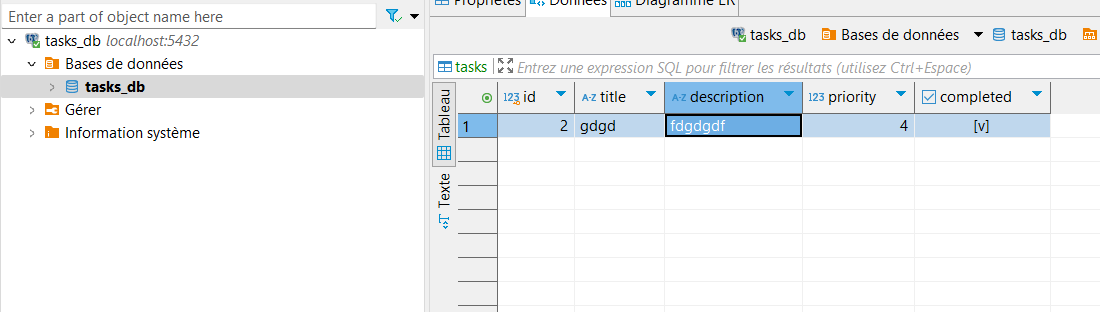 Enter a part of object name here
tasks_db localhost:5432
Bases de données
tasks_db
Gérer
Information système
Propriétés Données Diagramme ER
tasks_db Bases de données tasks_db
tasks Entrez une expression SQL pour filtrer les résultats (utilisez Ctrl+Espace)
Tableau
Texte
123 id A-Z title A-Z description 123 priority completed
1 2 gdgd fdgdgdf 4 [v]